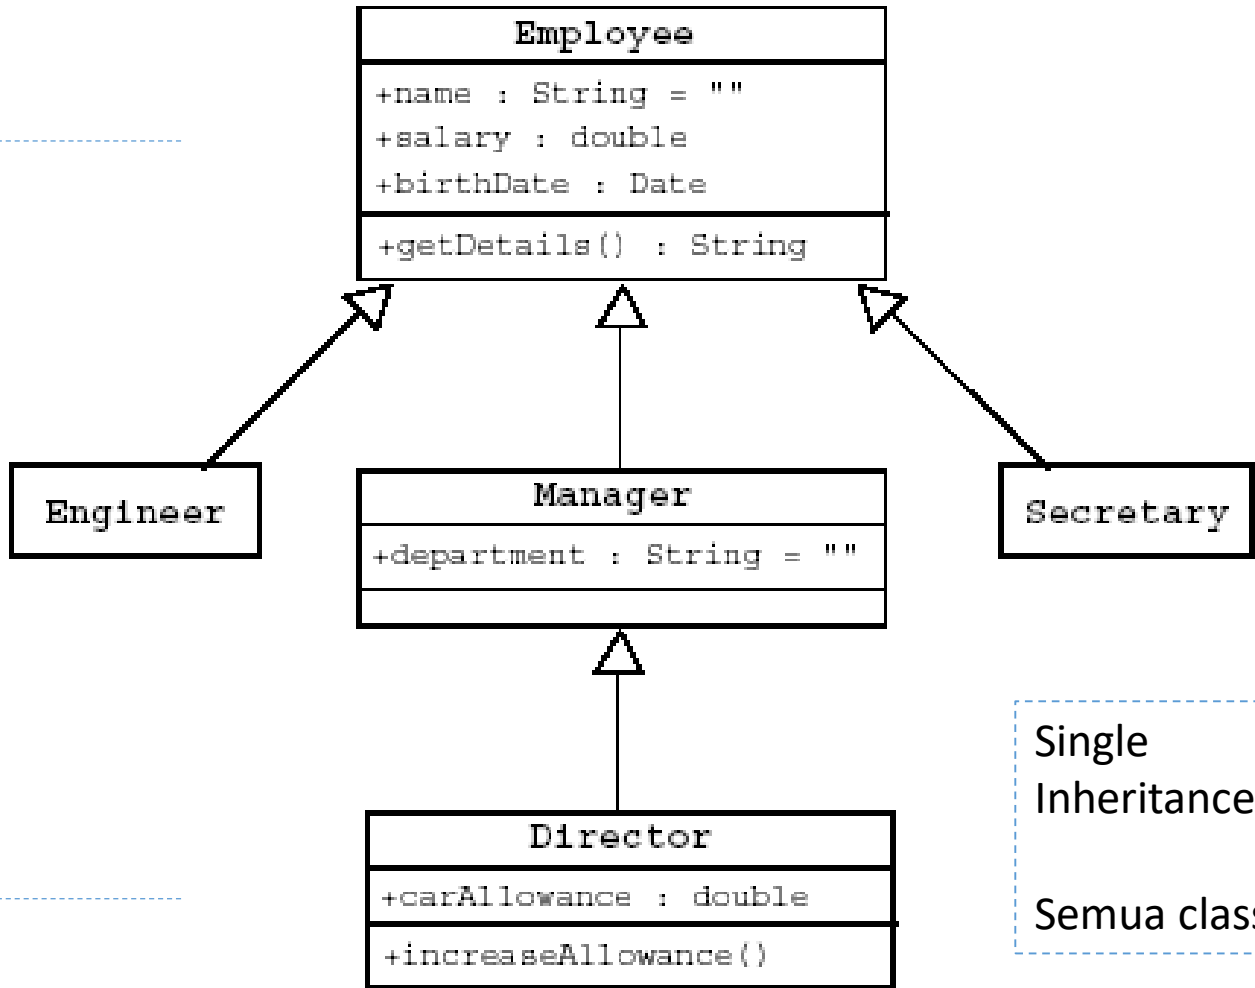 Employee
+name : String = ""
+salary : double
+birthDate : Date
+getDetails() : String
Engineer
Manager
+department : String = ""
Secretary
Director
+carAllowance : double
+increaseAllowance()
Single
Inheritance
Semua class